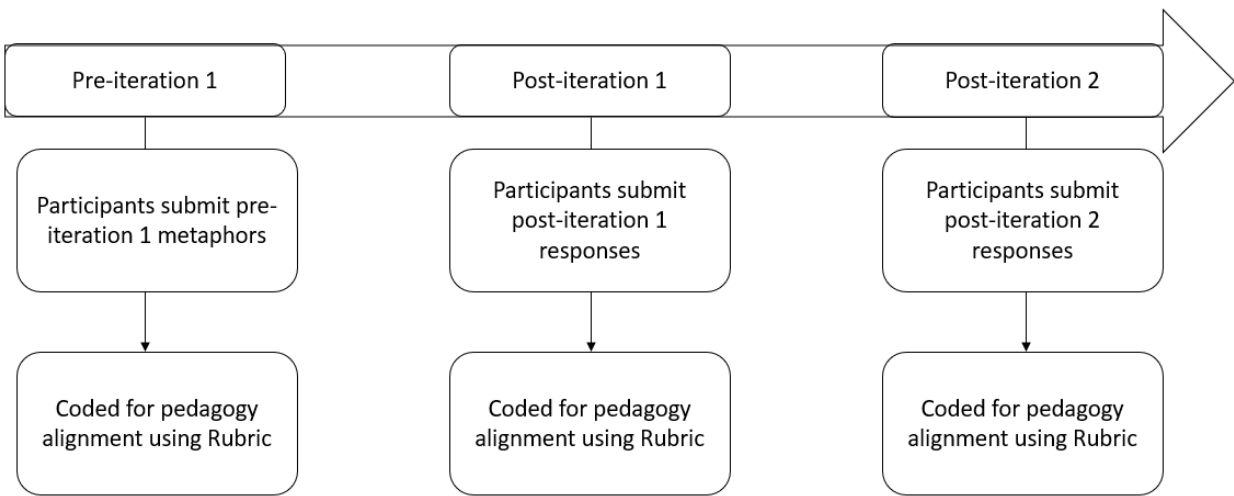 Pre-iteration 1
Post-iteration 1
Post-iteration 2
Participants submit pre-
iteration 1 metaphors
Participants submit
post-iteration 1
responses
Participants submit
post-iteration 2
responses
Coded for pedagogy
alignment using Rubric
Coded for pedagogy
alignment using Rubric
Coded for pedagogy
alignment using Rubric